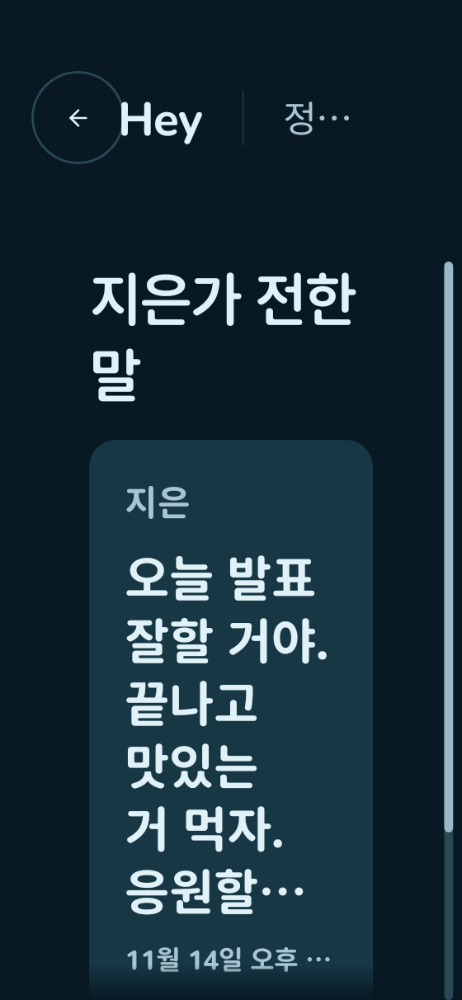 Hey
정…
지은가 전한
말
지은
오늘 발표
잘할 거야.
끝나고
맛있는
거 먹자.
응원할…
11월 14일 오후 …